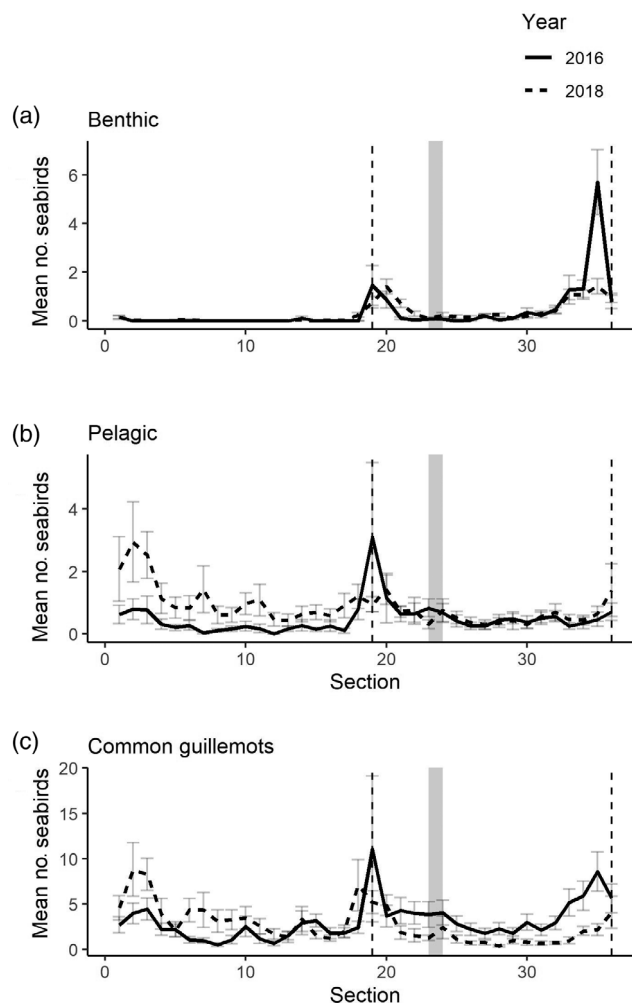 Year
2016
2018
(a)
Benthic
Mean no. seabirds
6
4
2
0
0 10 20 30
(b)
Pelagic
Mean no. seabirds
4
2
0
0 10 20 30
Section
(c)
Common guillemots
Mean no. seabirds
20
15
10
5
0
0 10 20 30
Section